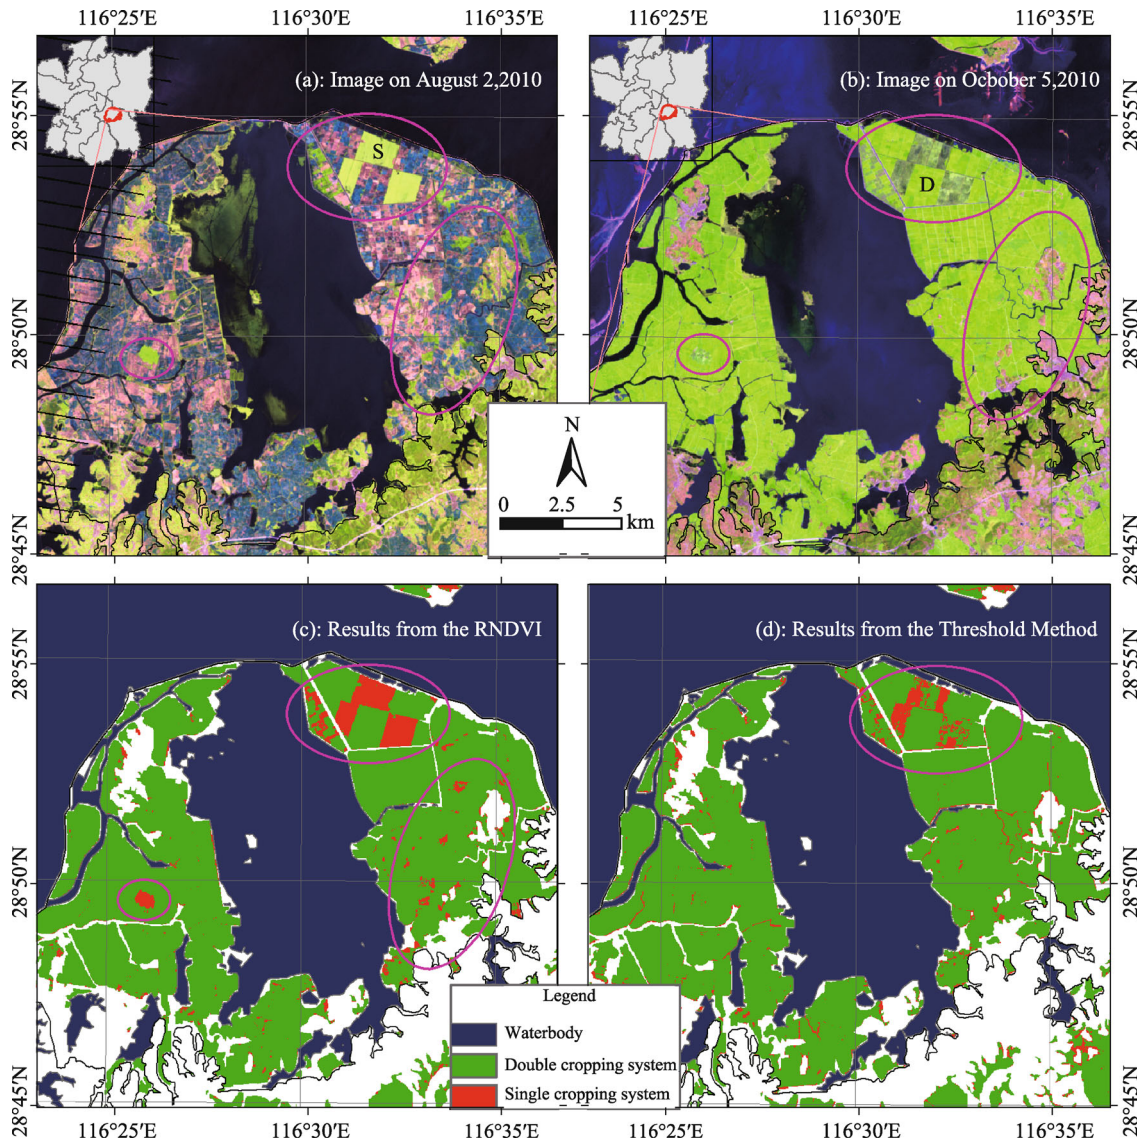 116°25'E 116°30'E 116°35'E 116°25'E 116°30'E 116°35'E
(a): Image on August 2,2010
(b): Image on Ocbober 5,2010
28°55'N
28°55'N
S
D
28°50'N
28°50'N
N
0 2.5 5
km
28°45'N
28°45'N
(c): Results from the RNDVI
(d): Results from the Threshold Method
28°55'N
28°55'N
28°50'N
28°50'N
Legend
Waterbody
Double cropping system
Single cropping system
28°45'N
28°45'N
116°25'E 116°30'E 116°35'E 116°25'E 116°30'E 116°35'E